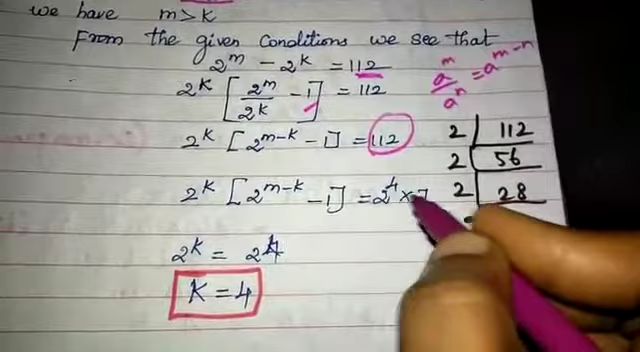 we have m>k
From the given conditions we see that
2^m - 2^k = 112
2^k [2^m/2^k - 1] = 112
a^m/a^n = a^m-n
2^k [2^m-k - 1] = 112
2^k [2^m-k - 1] = 2^4 × 7
2 | 112
2 | 56
2 | 28
2^k = 2^4
K = 4